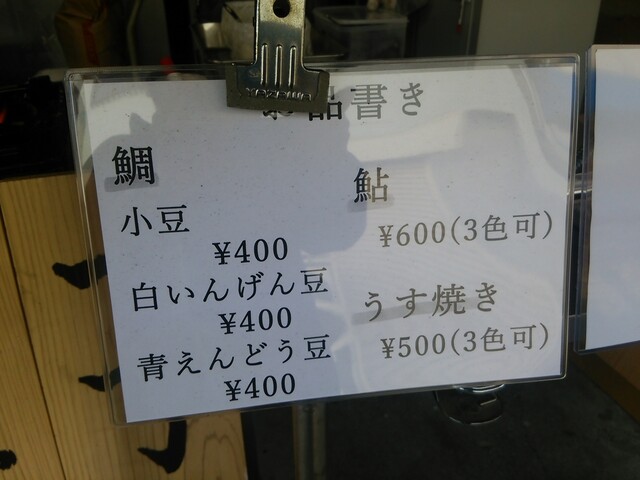 品書き
鯛
小豆
¥400
白いんげん豆
¥400
青えんどう豆
¥400
鮎
¥600(3色可)
うす焼き
¥500(3色可)